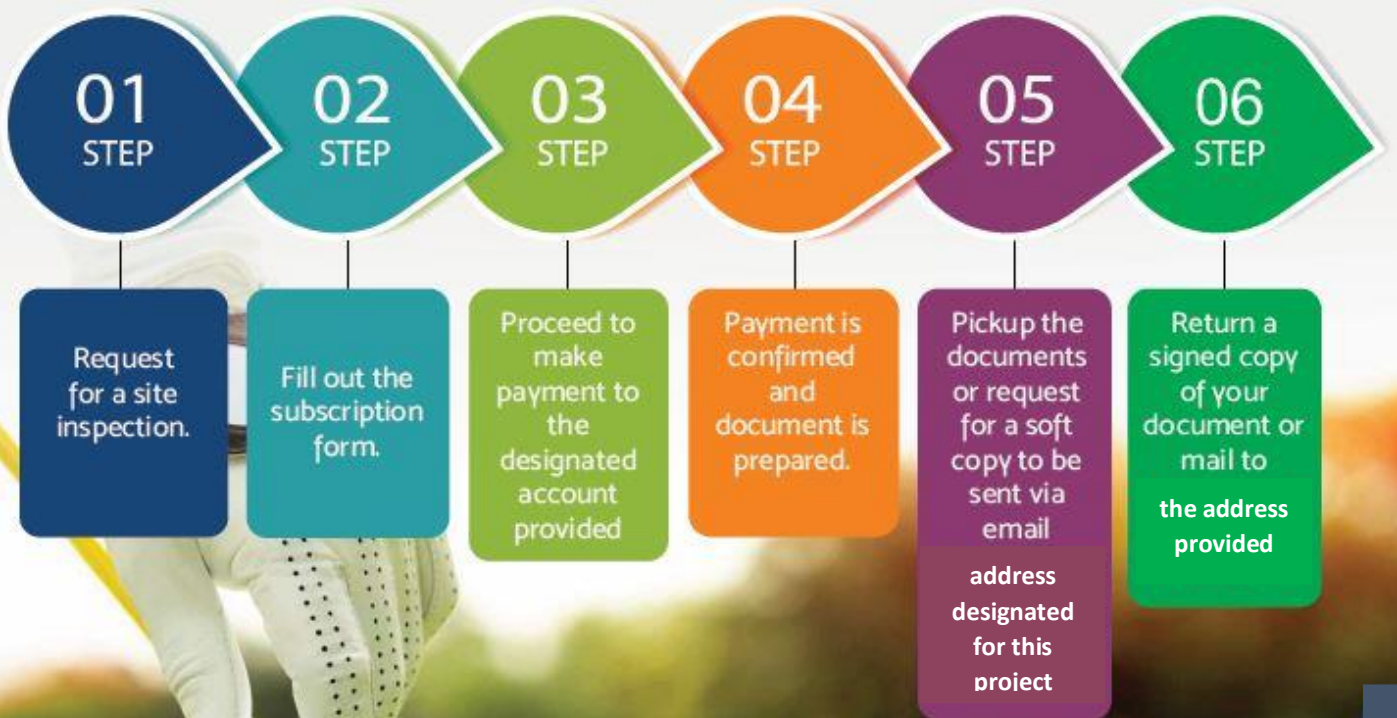 01
STEP
02
STEP
03
STEP
04
STEP
05
STEP
06
STEP
Request
for a site
inspection.
Fill out the
subscription
form.
Proceed to
make
payment to
the
designated
account
provided
Payment is
confirmed
and
document is
prepared.
Pickup the
documents
or request
for a soft
copy to be
sent via
email
address
designated
for this
project
Return a
signed copy
of your
document or
mail to
the address
provided